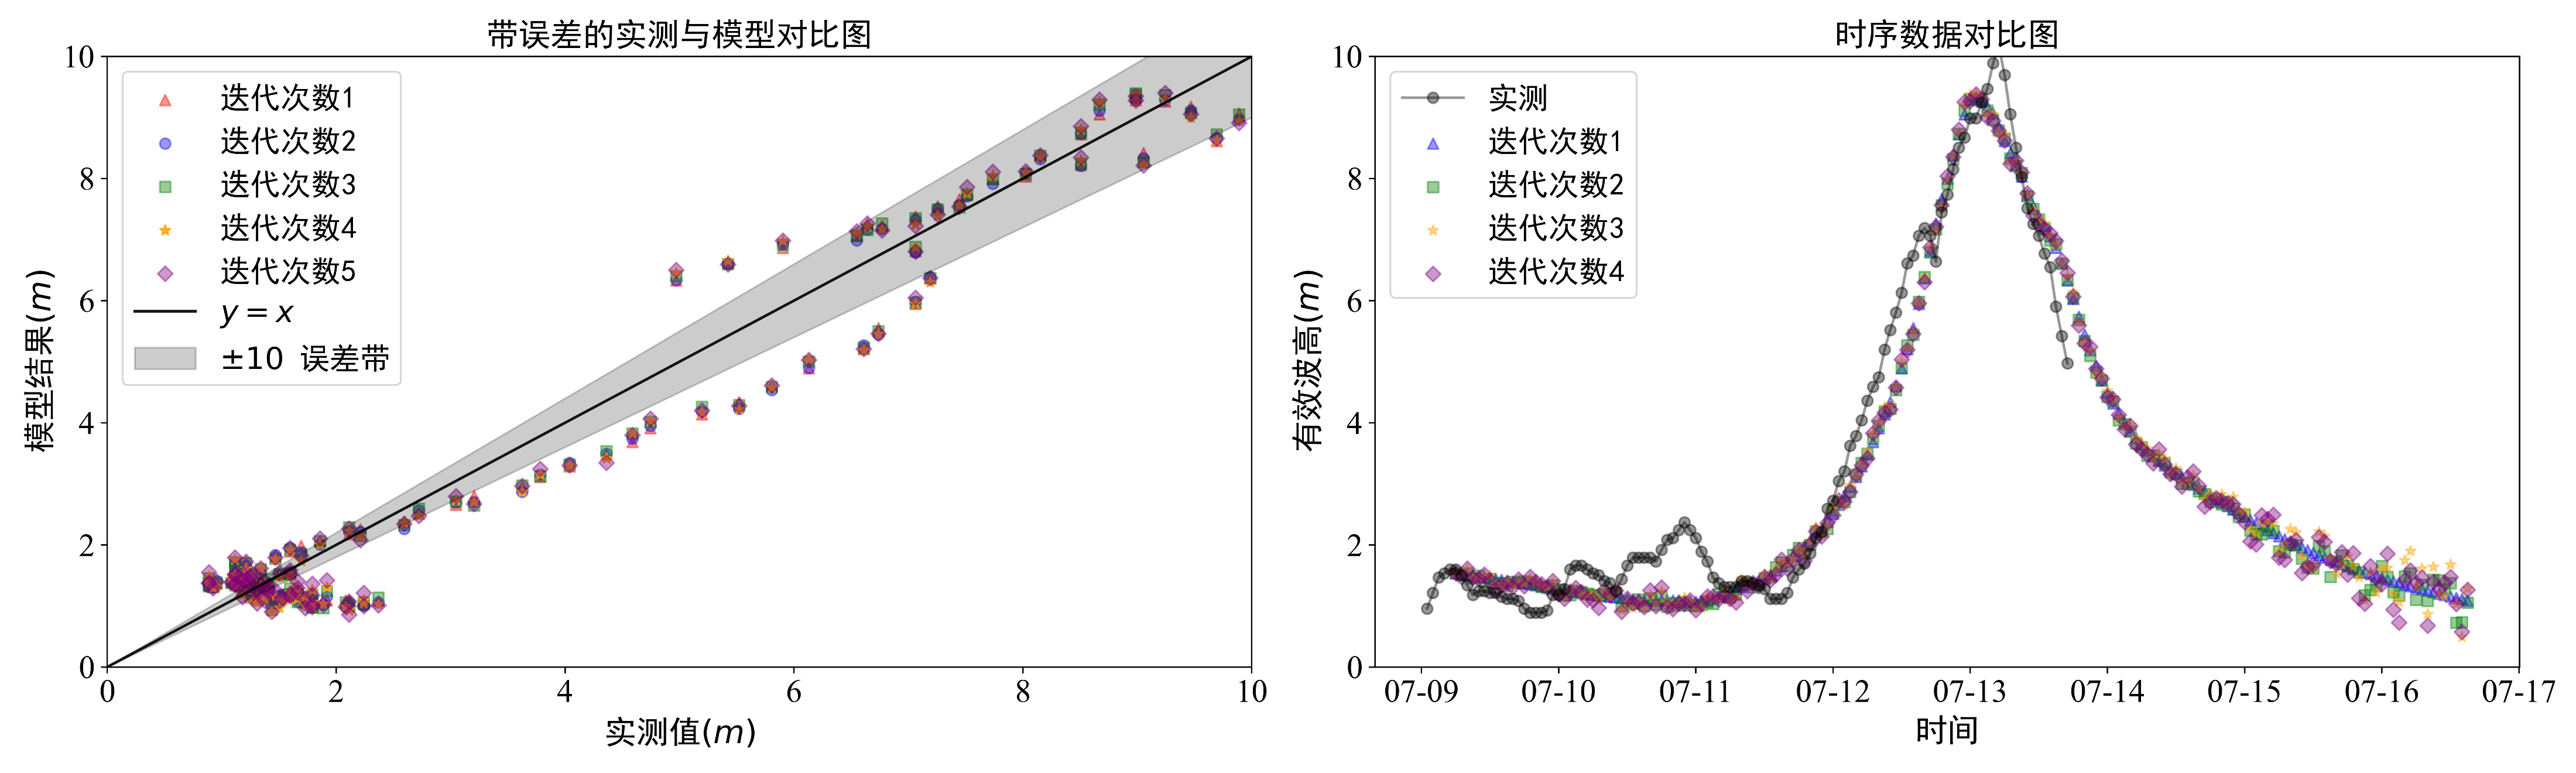 带误差的实测与模型对比图
10
8
6
4
2
0
模型结果(m)
迭代次数1
迭代次数2
迭代次数3
迭代次数4
迭代次数5
y = x
±10 误差带
0 2 4 6 8 10
实测值(m)
时序数据对比图
10
8
6
4
2
0
有效波高(m)
实测
迭代次数1
迭代次数2
迭代次数3
迭代次数4
07-09 07-10 07-11 07-12 07-13 07-14 07-15 07-16 07-17
时间